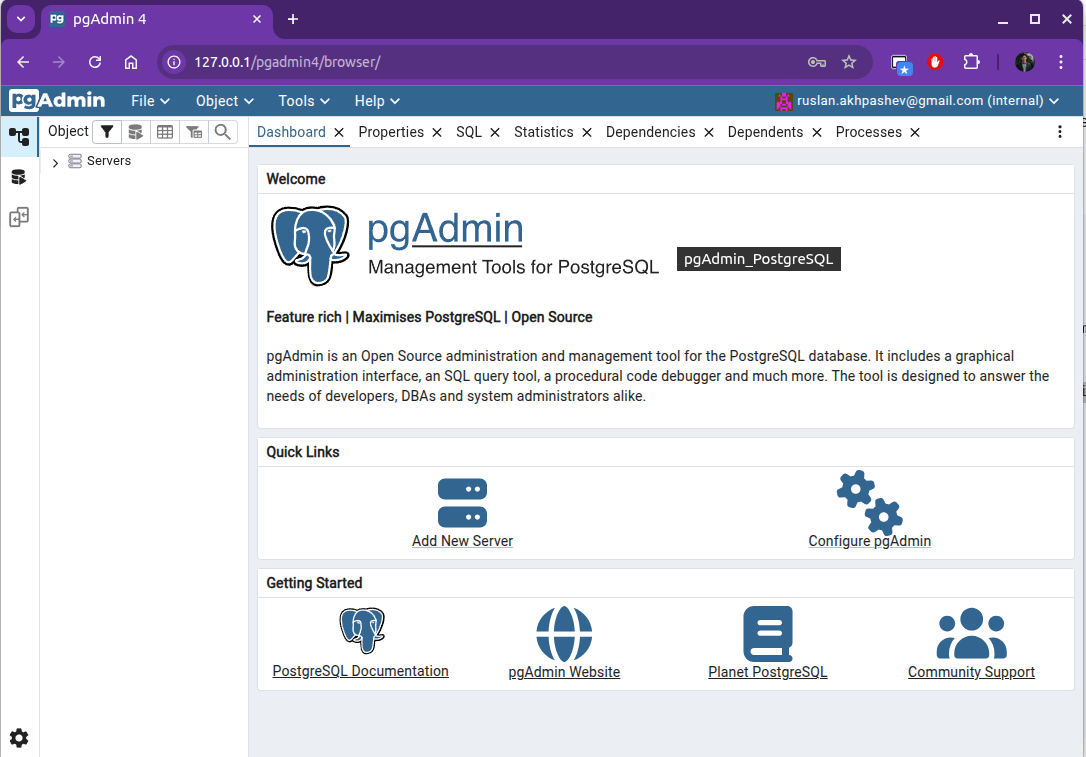 pg pgAdmin 4
127.0.0.1/pgadmin4/browser/
pgAdmin File Object Tools Help ruslan.akhpashev@gmail.com (internal)
Object Dashboard Properties SQL Statistics Dependencies Dependents Processes
Servers
Welcome
pgAdmin
Management Tools for PostgreSQL
pgAdmin_PostgreSQL
Feature rich | Maximises PostgreSQL | Open Source
pgAdmin is an Open Source administration and management tool for the PostgreSQL database. It includes a graphical
administration interface, an SQL query tool, a procedural code debugger and much more. The tool is designed to answer the
needs of developers, DBAs and system administrators alike.
Quick Links
Add New Server Configure pgAdmin
Getting Started
PostgreSQL Documentation pgAdmin Website Planet PostgreSQL Community Support